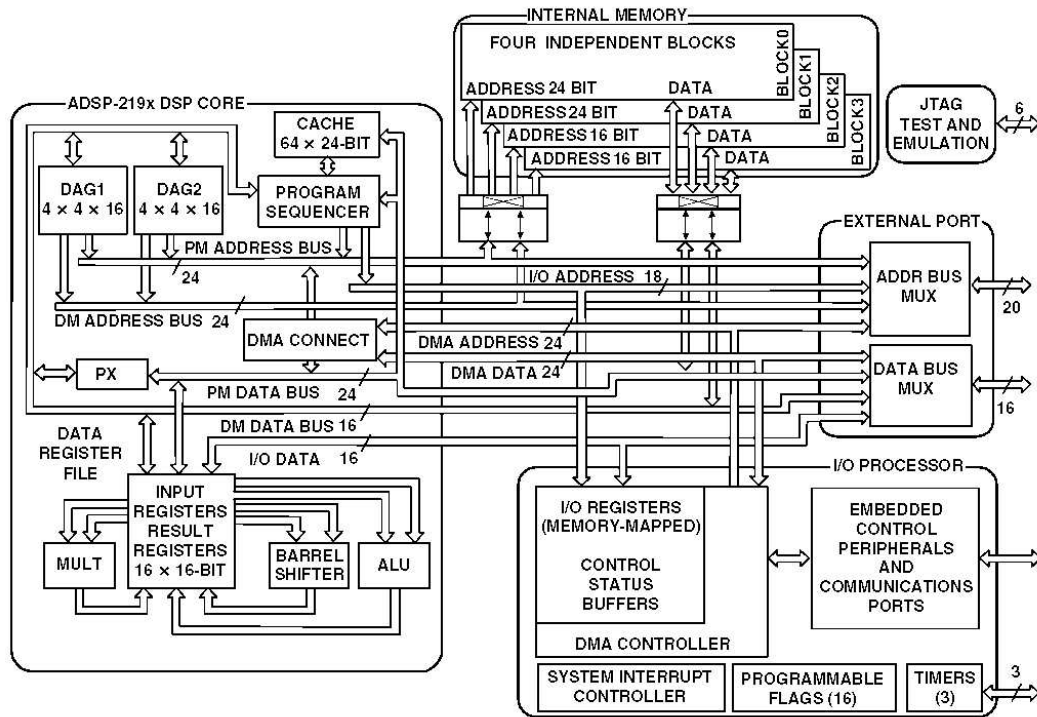 INTERNAL MEMORY
FOUR INDEPENDENT BLOCKS
BLOCK0
BLOCK1
BLOCK2
BLOCK3
ADDRESS 24 BIT DATA
ADDRESS 24 BIT DATA
ADDRESS 16 BIT DATA
ADDRESS 16 BIT DATA
JTAG
TEST AND
EMULATION
6
ADSP-219x DSP CORE
CACHE
64 × 24-BIT
DAG1
4 × 4 × 16
DAG2
4 × 4 × 16
PROGRAM
SEQUENCER
PM ADDRESS BUS
24
I/O ADDRESS 18
DM ADDRESS BUS 24
DMA CONNECT
DMA ADDRESS 24
DMA DATA 24
PX
PM DATA BUS 24
DM DATA BUS 16
I/O DATA 16
EXTERNAL PORT
ADDR BUS
MUX
20
DATA BUS
MUX
16
DATA
REGISTER
FILE
INPUT
REGISTERS
RESULT
REGISTERS
16 × 16-BIT
MULT
BARREL
SHIFTER
ALU
I/O PROCESSOR
I/O REGISTERS
(MEMORY-MAPPED)
CONTROL
STATUS
BUFFERS
DMA CONTROLLER
EMBEDDED
CONTROL
PERIPHERALS
AND
COMMUNICATIONS
PORTS
SYSTEM INTERRUPT
CONTROLLER
PROGRAMMABLE
FLAGS (16)
TIMERS
(3)
3